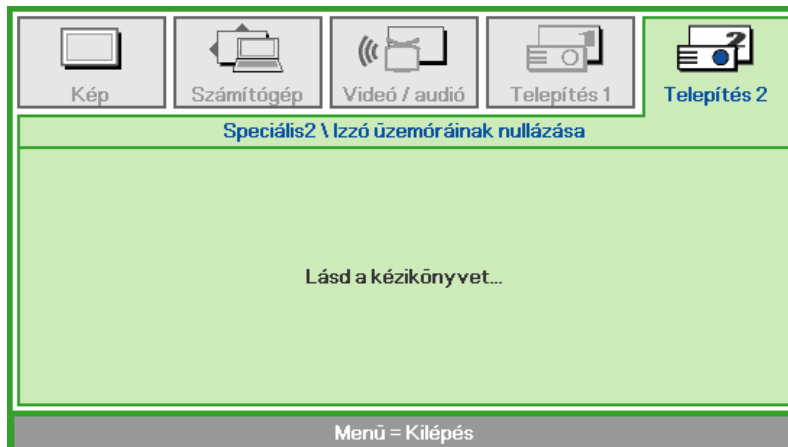 Kép
Számítógép
Videó / audió
Telepítés 1
Telepítés 2
Speciális2 \ Izzó üzemóráinak nullázása
Lásd a kézikönyvet...
Menü = Kilépés